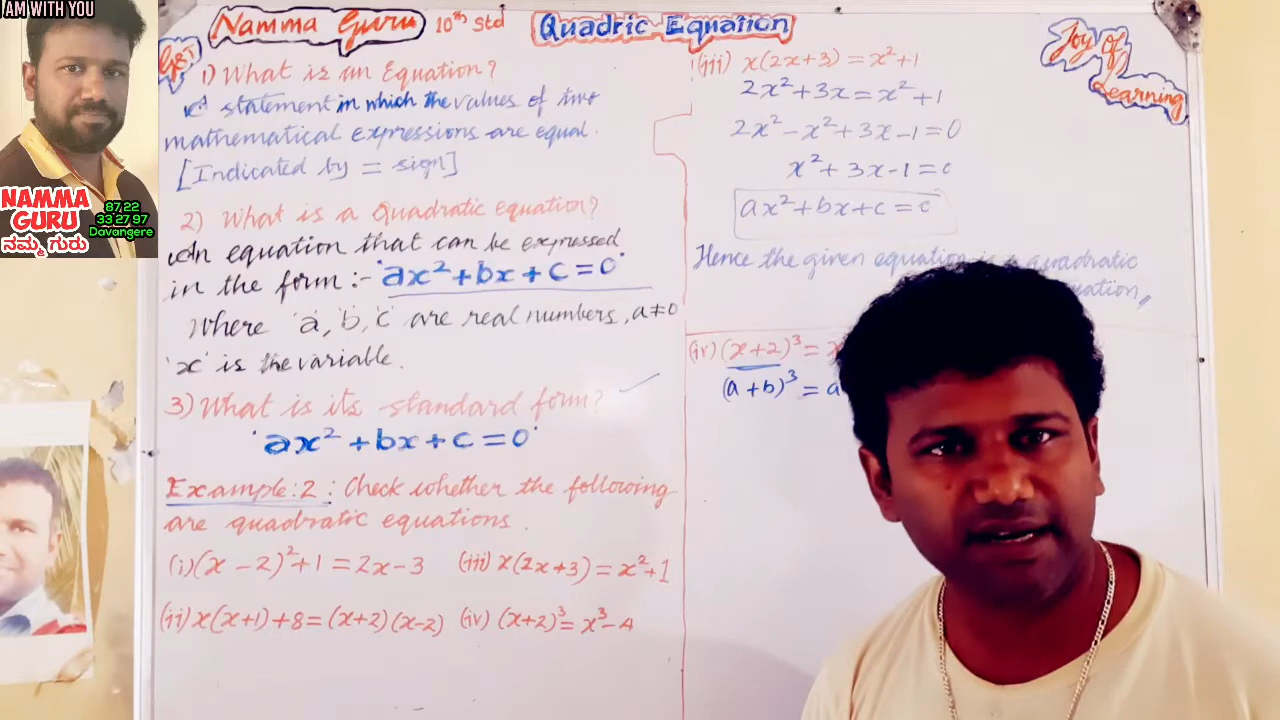 I AM WITH YOU
NAMMA
GURU
ನಮ್ಮ ಗುರು
87,22
33 27 97
Davangere
Namma Guru 10th std Quadric Equation
Joy of
Learning
1) What is an Equation?
A statement in which the values of two
mathematical expressions are equal.
[Indicated by = sign]
2) What is a Quadratic equation?
An equation that can be expressed
in the form :- 'ax²+bx+c=0'
Where 'a, b, c' are real numbers, a≠0
'x' is the variable.
3) What is its standard form?
'ax²+bx+c=0'
Example:2: Check whether the following
are quadratic equations.
(i) (x-2)²+1=2x-3 (iii) x(2x+3)=x²+1
(ii) x(x+1)+8=(x+2)(x-2) (iv) (x+2)³=x³-4
(iii) x(2x+3)=x²+1
2x²+3x=x²+1
2x²-x²+3x-1=0
x²+3x-1=0
ax²+bx+c=0
Hence the given equation is a quadratic
equation,,
(iv) (x+2)³=
(a+b)³=a